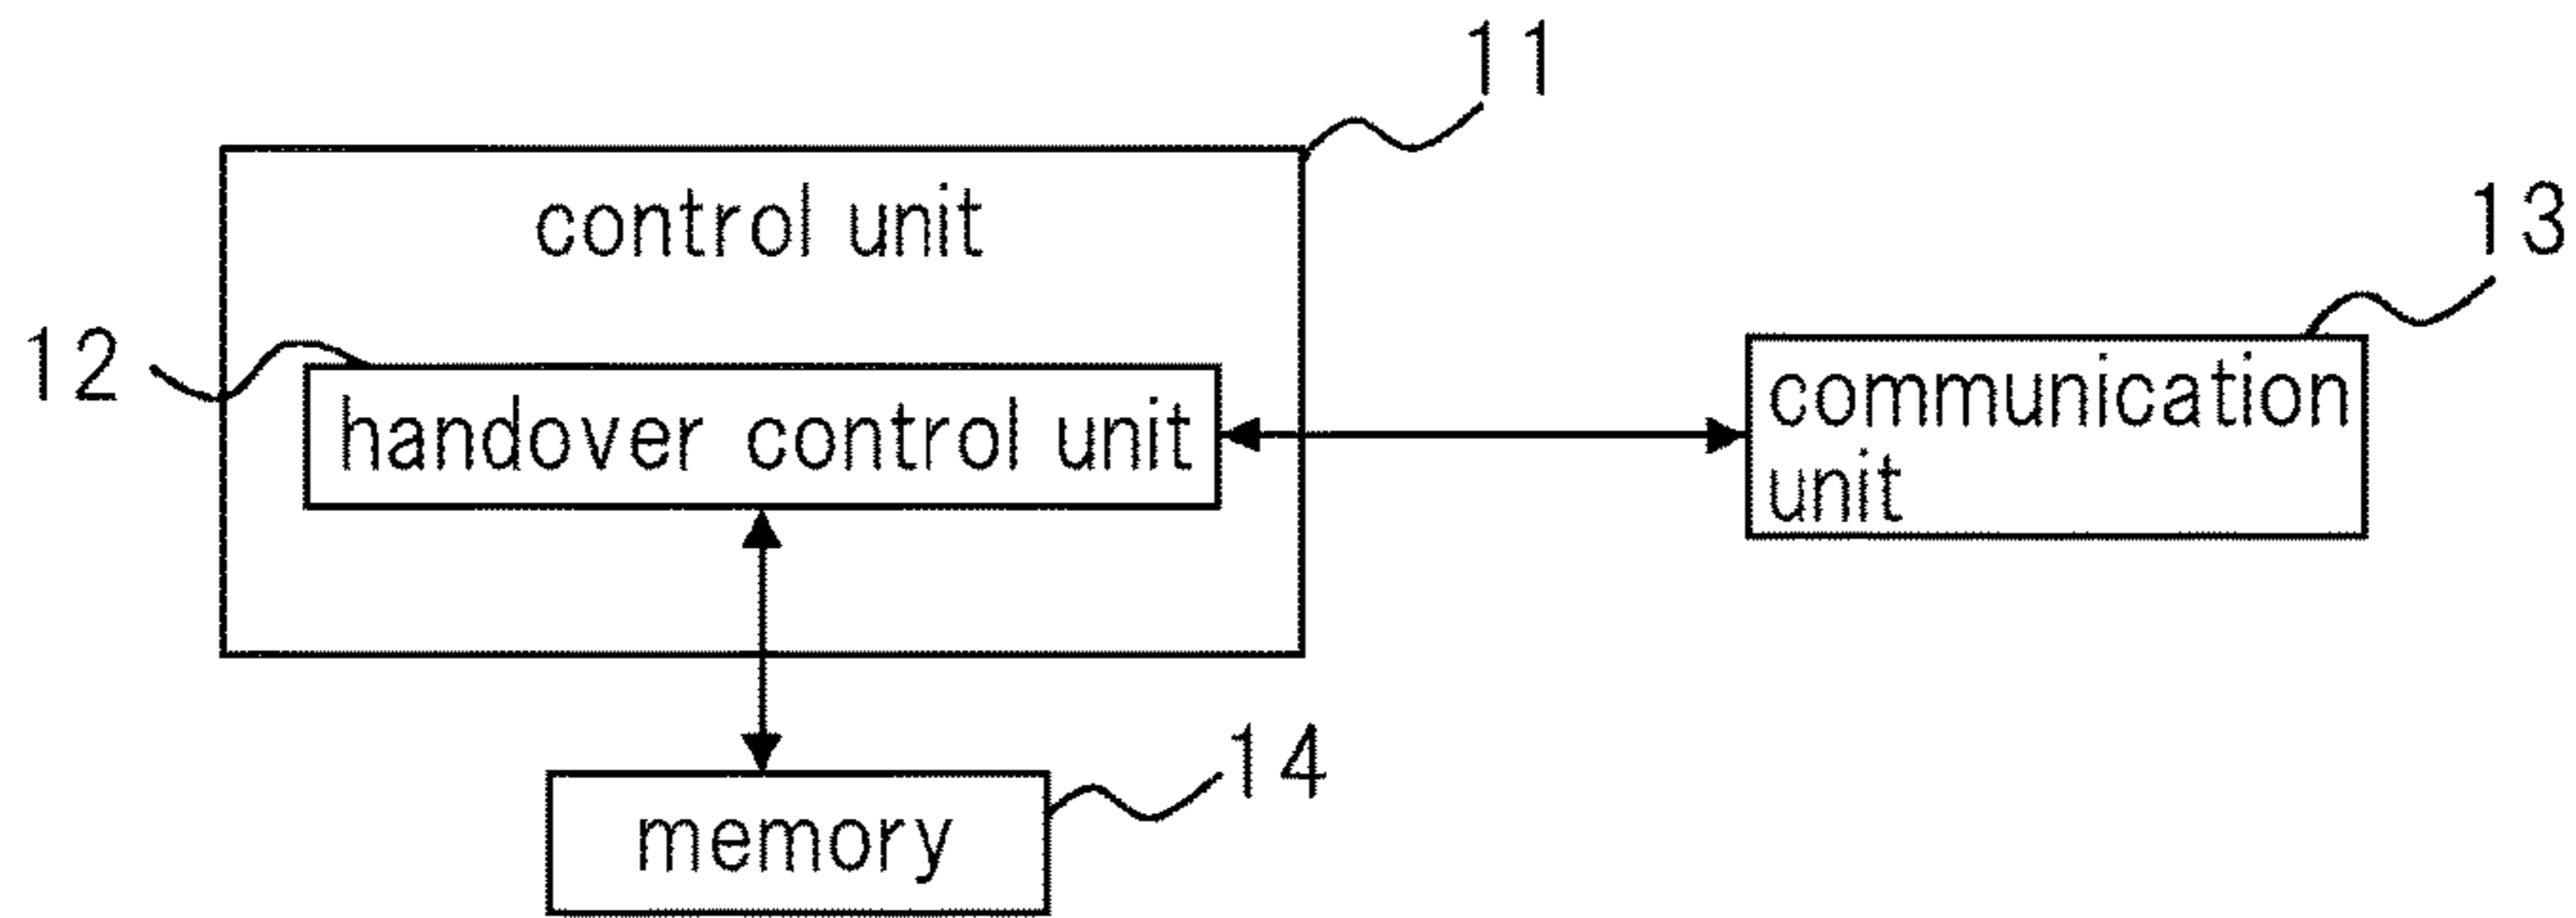 11
control unit
13
12
handover control unit
communication
unit
14
memory